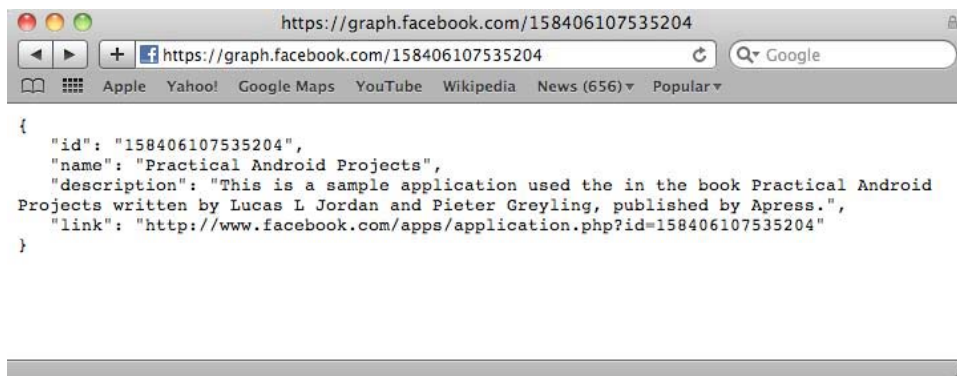 https://graph.facebook.com/158406107535204
https://graph.facebook.com/158406107535204
Google
Apple Yahoo! Google Maps YouTube Wikipedia News (656) Popular
{
"id": "158406107535204",
"name": "Practical Android Projects",
"description": "This is a sample application used the in the book Practical Android
Projects written by Lucas L Jordan and Pieter Greyling, published by Apress.",
"link": "http://www.facebook.com/apps/application.php?id=158406107535204"
}